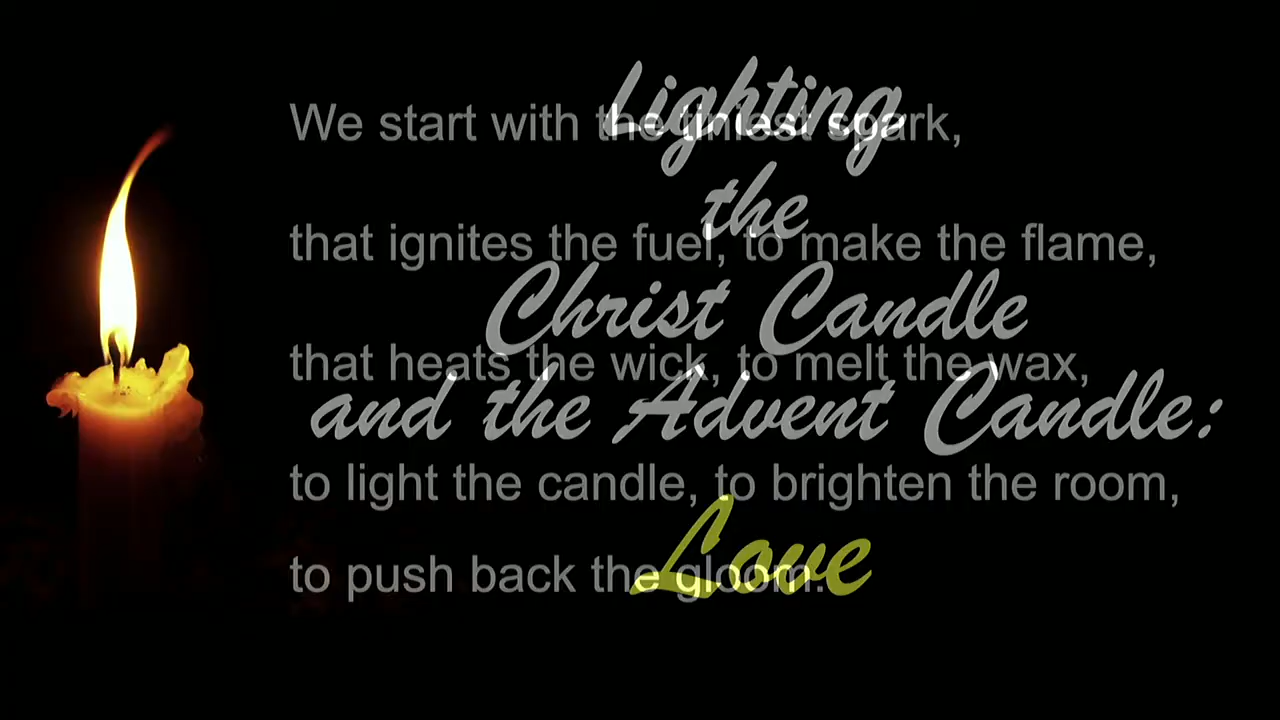 Lighting
We start with the tiniest spark,
the
that ignites the fuel, to make the flame,
Christ Candle
that heats the wick, to melt the wax,
and the Advent Candle:
to light the candle, to brighten the room,
Love
to push back the gloom.